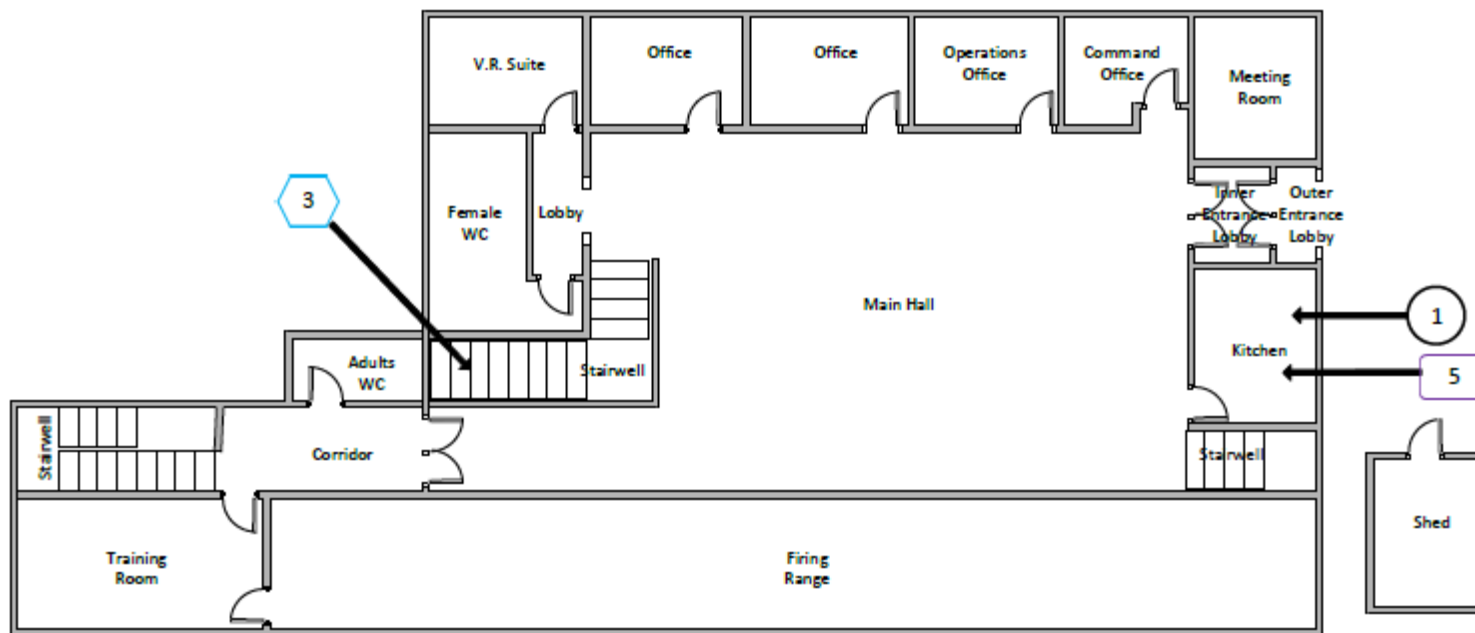 V.R. Suite
Office
Office
Operations
Office
Command
Office
Meeting
Room
3
Female
WC
Lobby
Inner
Entrance
Lobby
Outer
Entrance
Lobby
Main Hall
1
Kitchen
5
Adults
WC
Stairwell
Stairwell
Corridor
Stairwell
Shed
Training
Room
Firing
Range